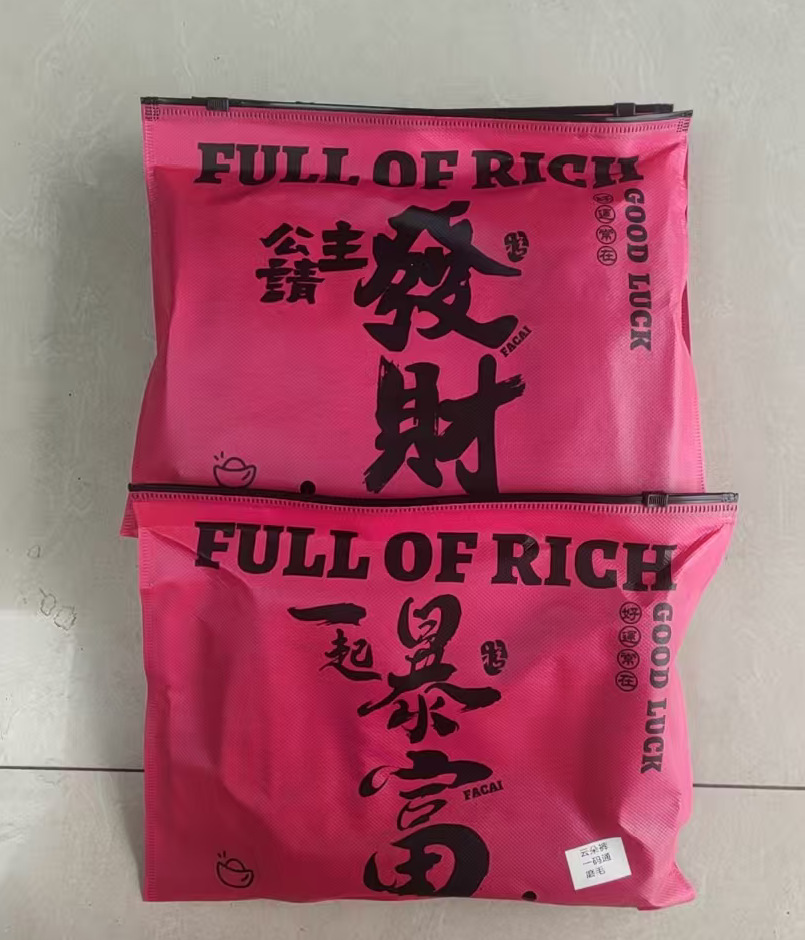 FULL OF RICH
公主
請
發財
FACAI
好運常在
GOOD LUCK
FULL OF RICH
一起
暴富
FACAI
好運常在
GOOD LUCK
云朵裤
一码通
磨毛